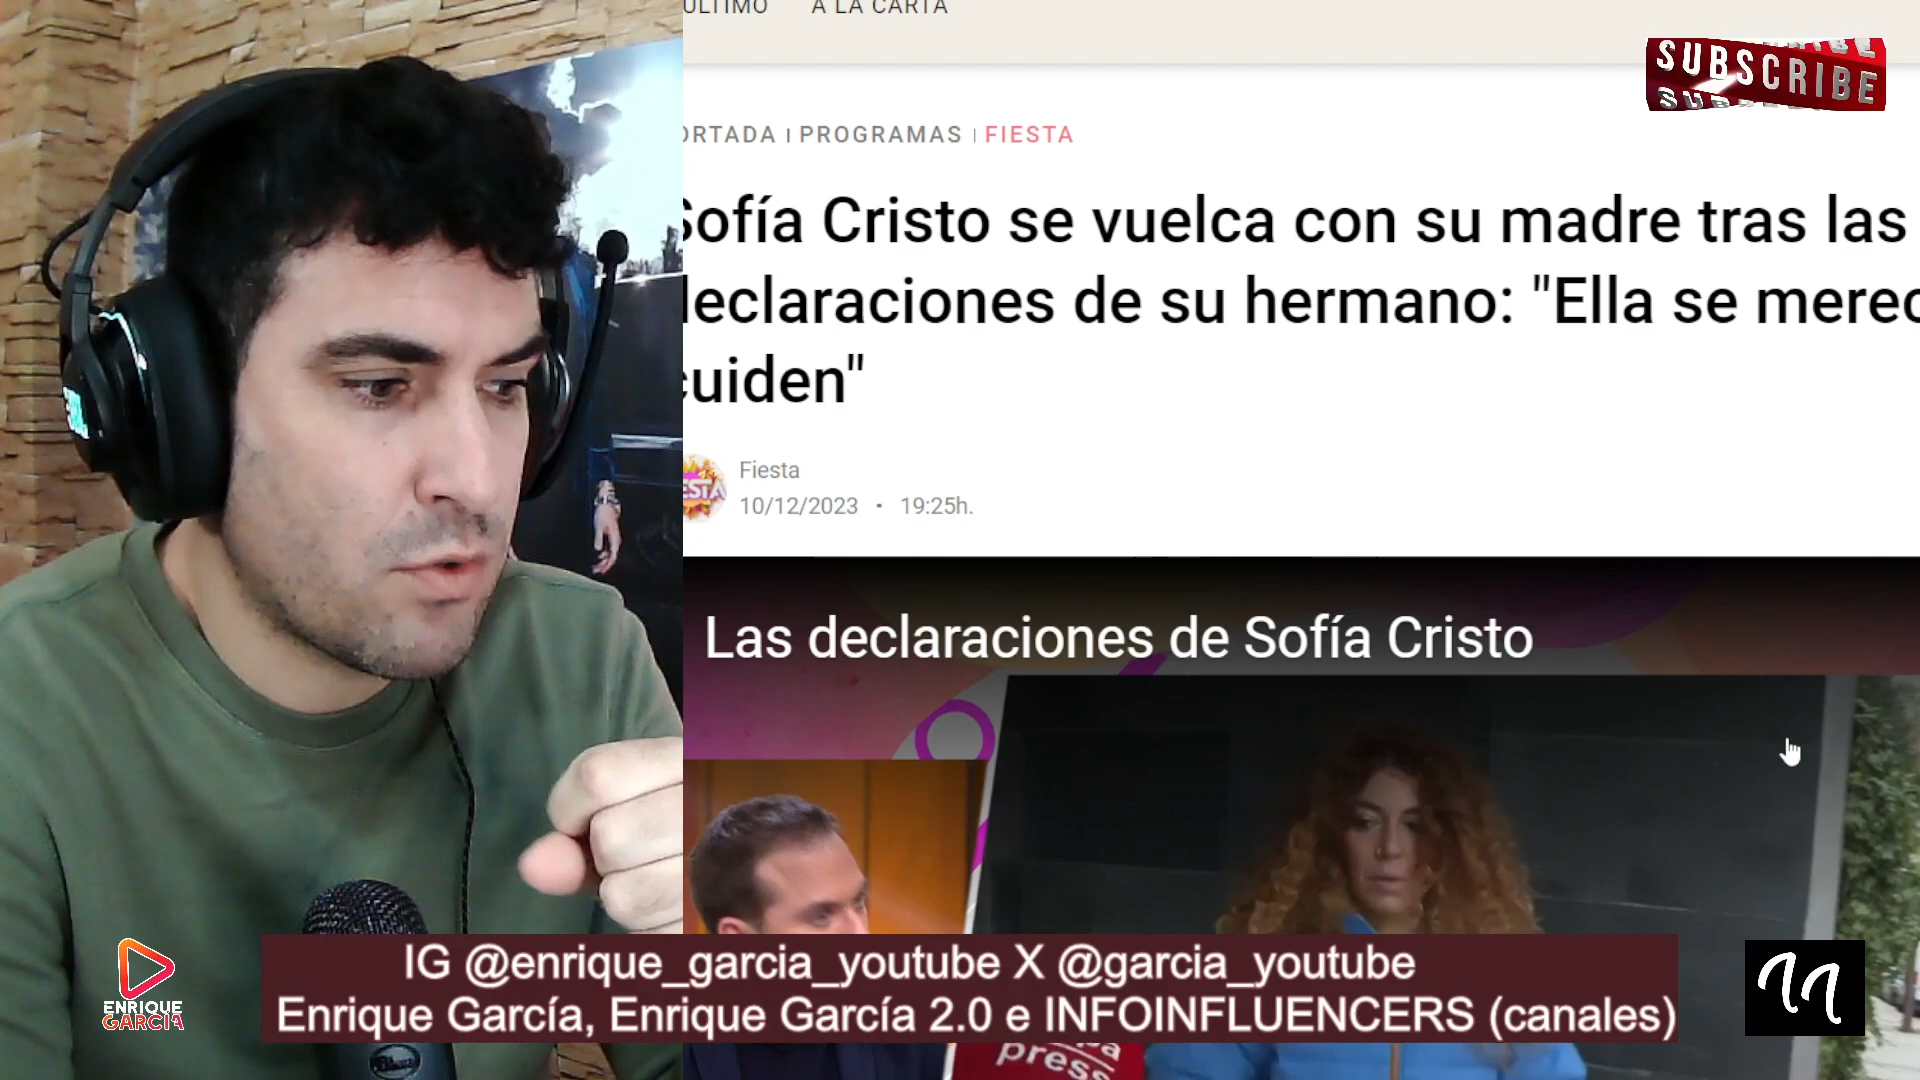 ÚLTIMO A LA CARTA
SUBSCRIBE
PROGRAMAS | FIESTA
Sofía Cristo se vuelca con su madre tras las
declaraciones de su hermano: "Ella se merec
cuiden"
Fiesta
10/12/2023 • 19:25h.
Las declaraciones de Sofía Cristo
press
IG @enrique_garcia_youtube X @garcia_youtube
Enrique García, Enrique García 2.0 e INFOINFLUENCERS (canales)
ENRIQUE
GARCÍA